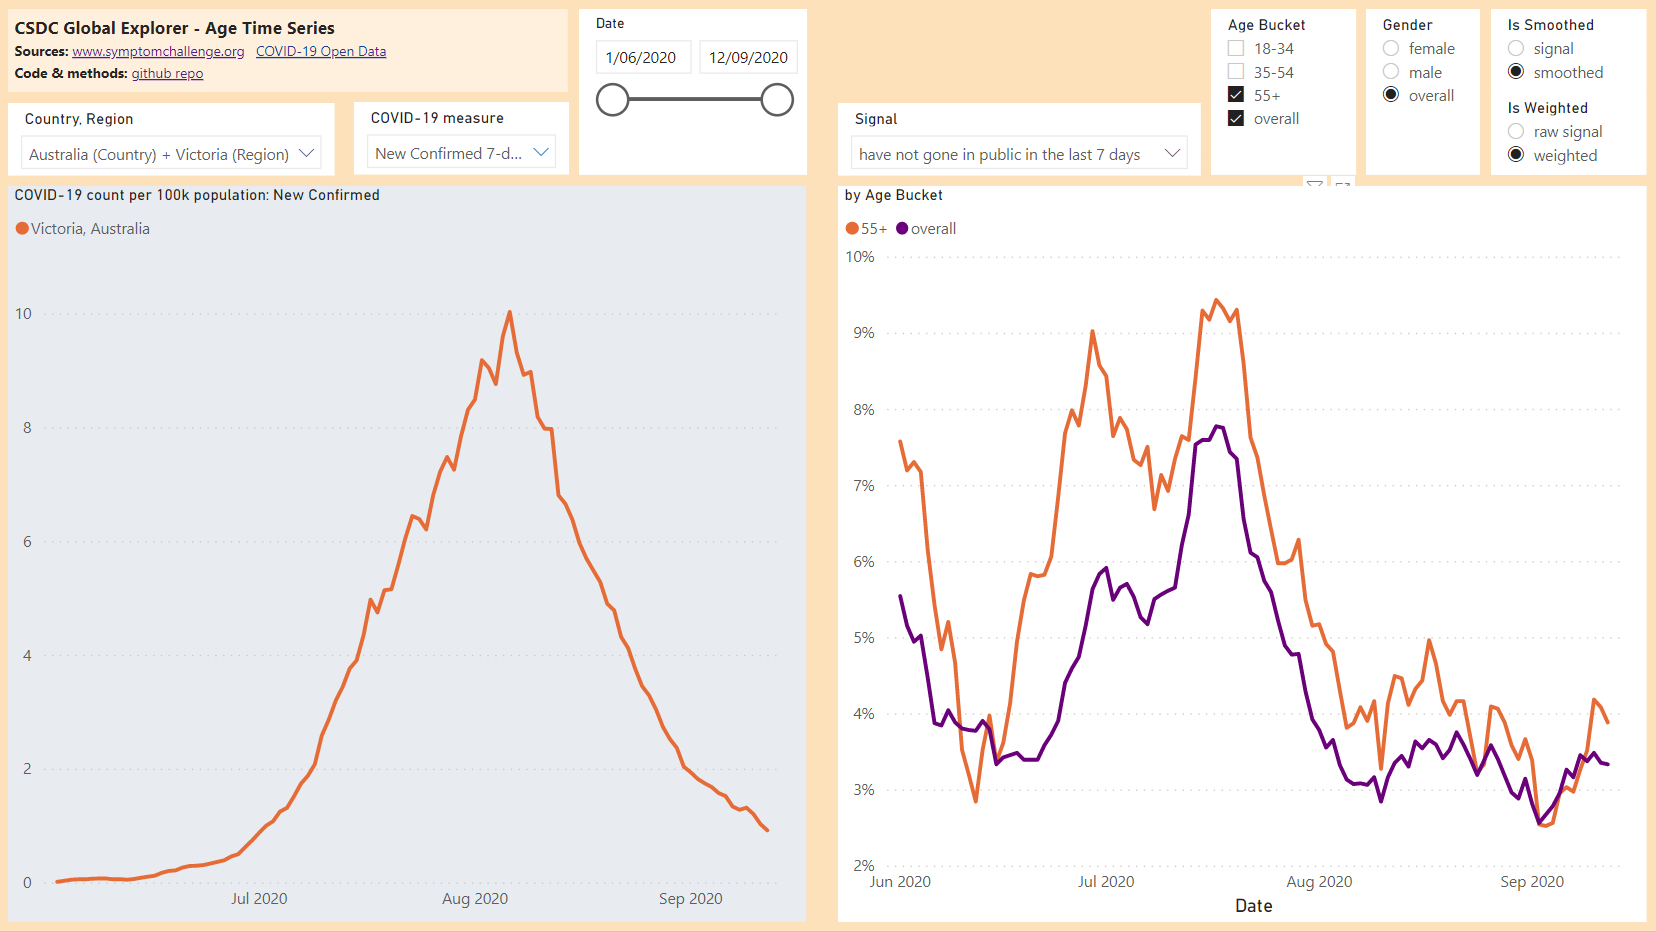 CSDC Global Explorer - Age Time Series
Sources: www.symptomchallenge.org COVID-19 Open Data
Code & methods: github repo
Date
1/06/2020 12/09/2020
Country, Region
Australia (Country) + Victoria (Region)
COVID-19 measure
New Confirmed 7-d...
Signal
have not gone in public in the last 7 days
Age Bucket
18-34
35-54
55+
overall
Gender
female
male
overall
Is Smoothed
signal
smoothed
Is Weighted
raw signal
weighted
COVID-19 count per 100k population: New Confirmed
Victoria, Australia
10
8
6
4
2
0
Jul 2020 Aug 2020 Sep 2020
by Age Bucket
55+ overall
10%
9%
8%
7%
6%
5%
4%
3%
2%
Jun 2020 Jul 2020 Aug 2020 Sep 2020
Date